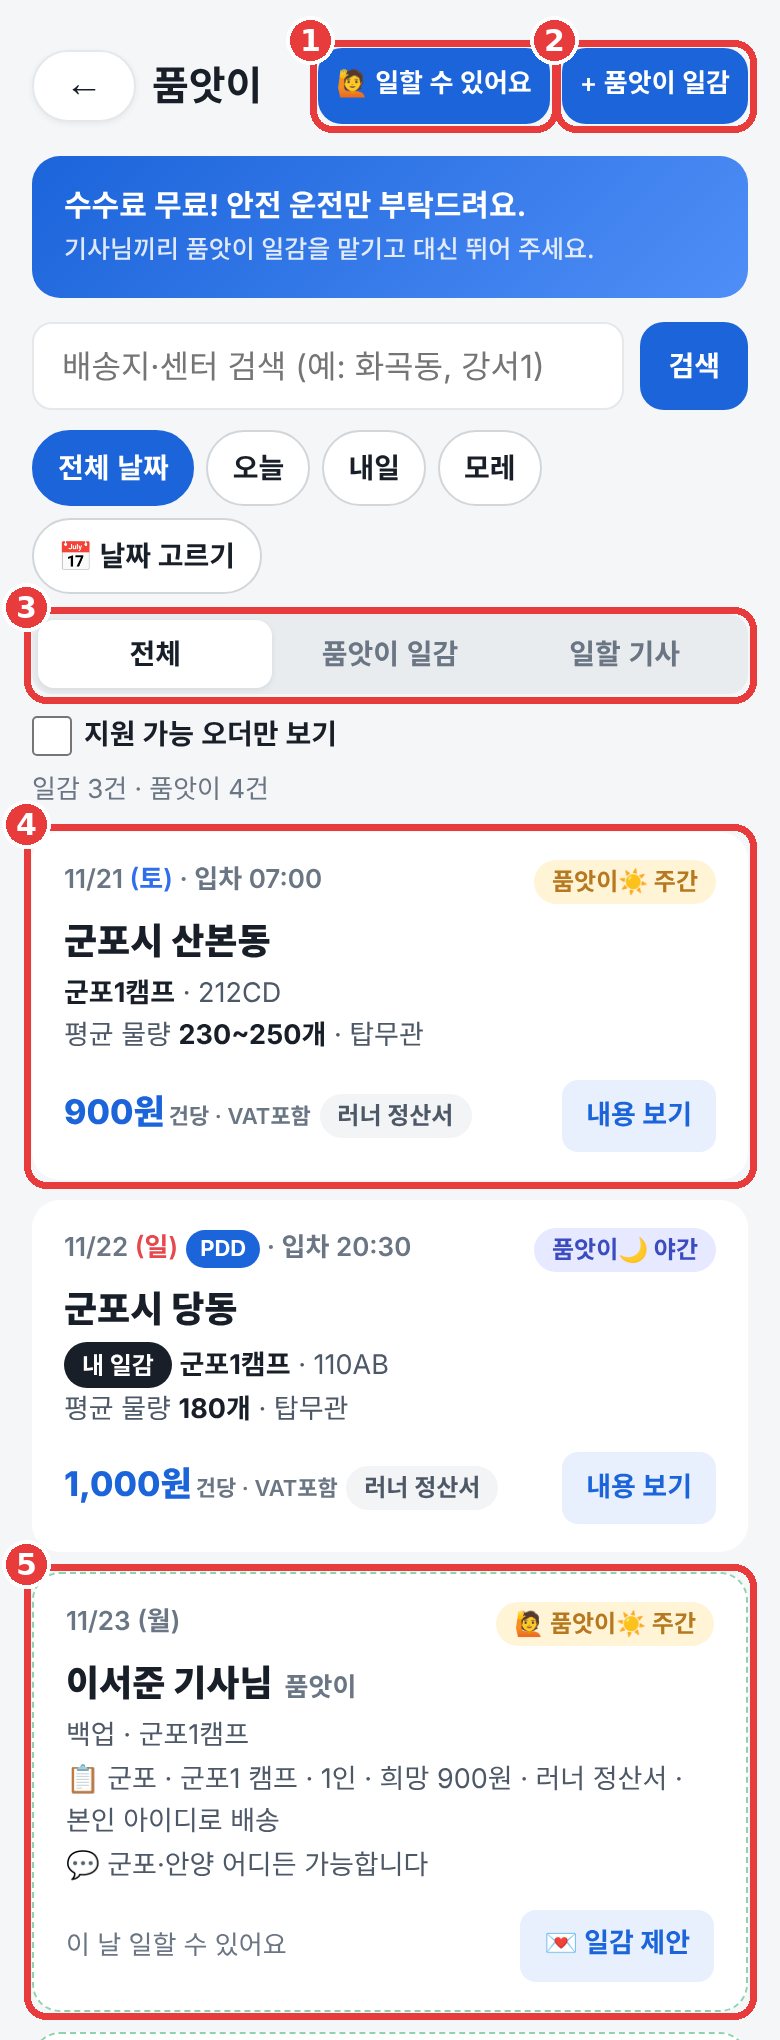 1 2
← 품앗이 🙋 일할 수 있어요 + 품앗이 일감
수수료 무료! 안전 운전만 부탁드려요.
기사님끼리 품앗이 일감을 맡기고 대신 뛰어 주세요.
배송지·센터 검색 (예: 화곡동, 강서1) 검색
전체 날짜 오늘 내일 모레
📅 날짜 고르기
3
전체 품앗이 일감 일할 기사
지원 가능 오더만 보기
일감 3건 · 품앗이 4건
4
11/21 (토) · 입차 07:00 품앗이☀️ 주간
군포시 산본동
군포1캠프 · 212CD
평균 물량 230~250개 · 탑무관
900원 건당 · VAT포함 러너 정산서 내용 보기
11/22 (일) PDD · 입차 20:30 품앗이🌙 야간
군포시 당동
내 일감 군포1캠프 · 110AB
평균 물량 180개 · 탑무관
1,000원 건당 · VAT포함 러너 정산서 내용 보기
5
11/23 (월) 🙋 품앗이☀️ 주간
이서준 기사님 품앗이
백업 · 군포1캠프
📋 군포 · 군포1 캠프 · 1인 · 희망 900원 · 러너 정산서 ·
본인 아이디로 배송
💬 군포·안양 어디든 가능합니다
이 날 일할 수 있어요 💌 일감 제안